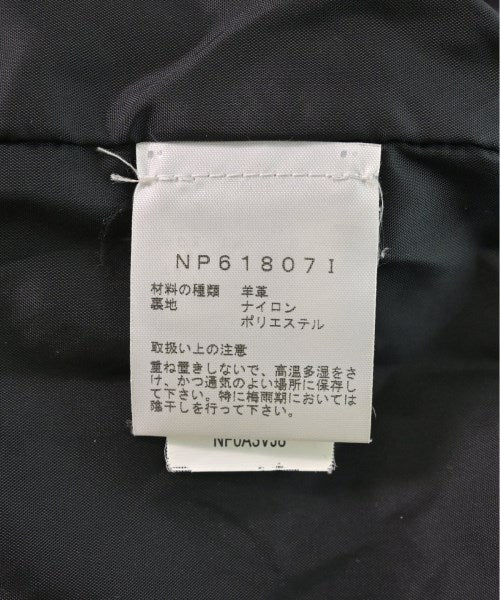 NP61807I
材料の種類　羊革
裏地　ナイロン
ポリエステル
取扱い上の注意
重ね置きしないで、高温多湿をさ
け、かつ通気のよい場所に保存し
て下さい。特に梅雨期においては
陰干しを行って下さい。